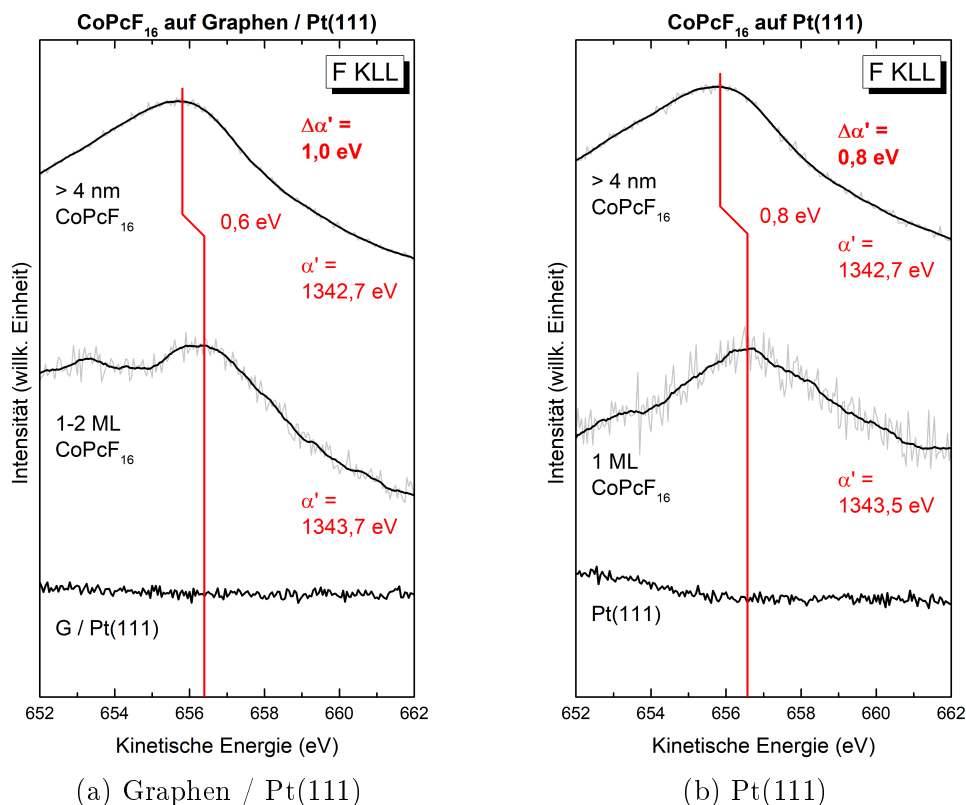 CoPcF₁₆ auf Graphen / Pt(111)
F KLL
Δα' =
1,0 eV
> 4 nm
CoPcF₁₆
0,6 eV
α' =
1342,7 eV
1-2 ML
CoPcF₁₆
α' =
1343,7 eV
G / Pt(111)
Intensität (willk. Einheit)
652 654 656 658 660 662
Kinetische Energie (eV)
(a) Graphen / Pt(111)
CoPcF₁₆ auf Pt(111)
F KLL
Δα' =
0,8 eV
> 4 nm
CoPcF₁₆
0,8 eV
α' =
1342,7 eV
1 ML
CoPcF₁₆
α' =
1343,5 eV
Pt(111)
Intensität (willk. Einheit)
652 654 656 658 660 662
Kinetische Energie (eV)
(b) Pt(111)